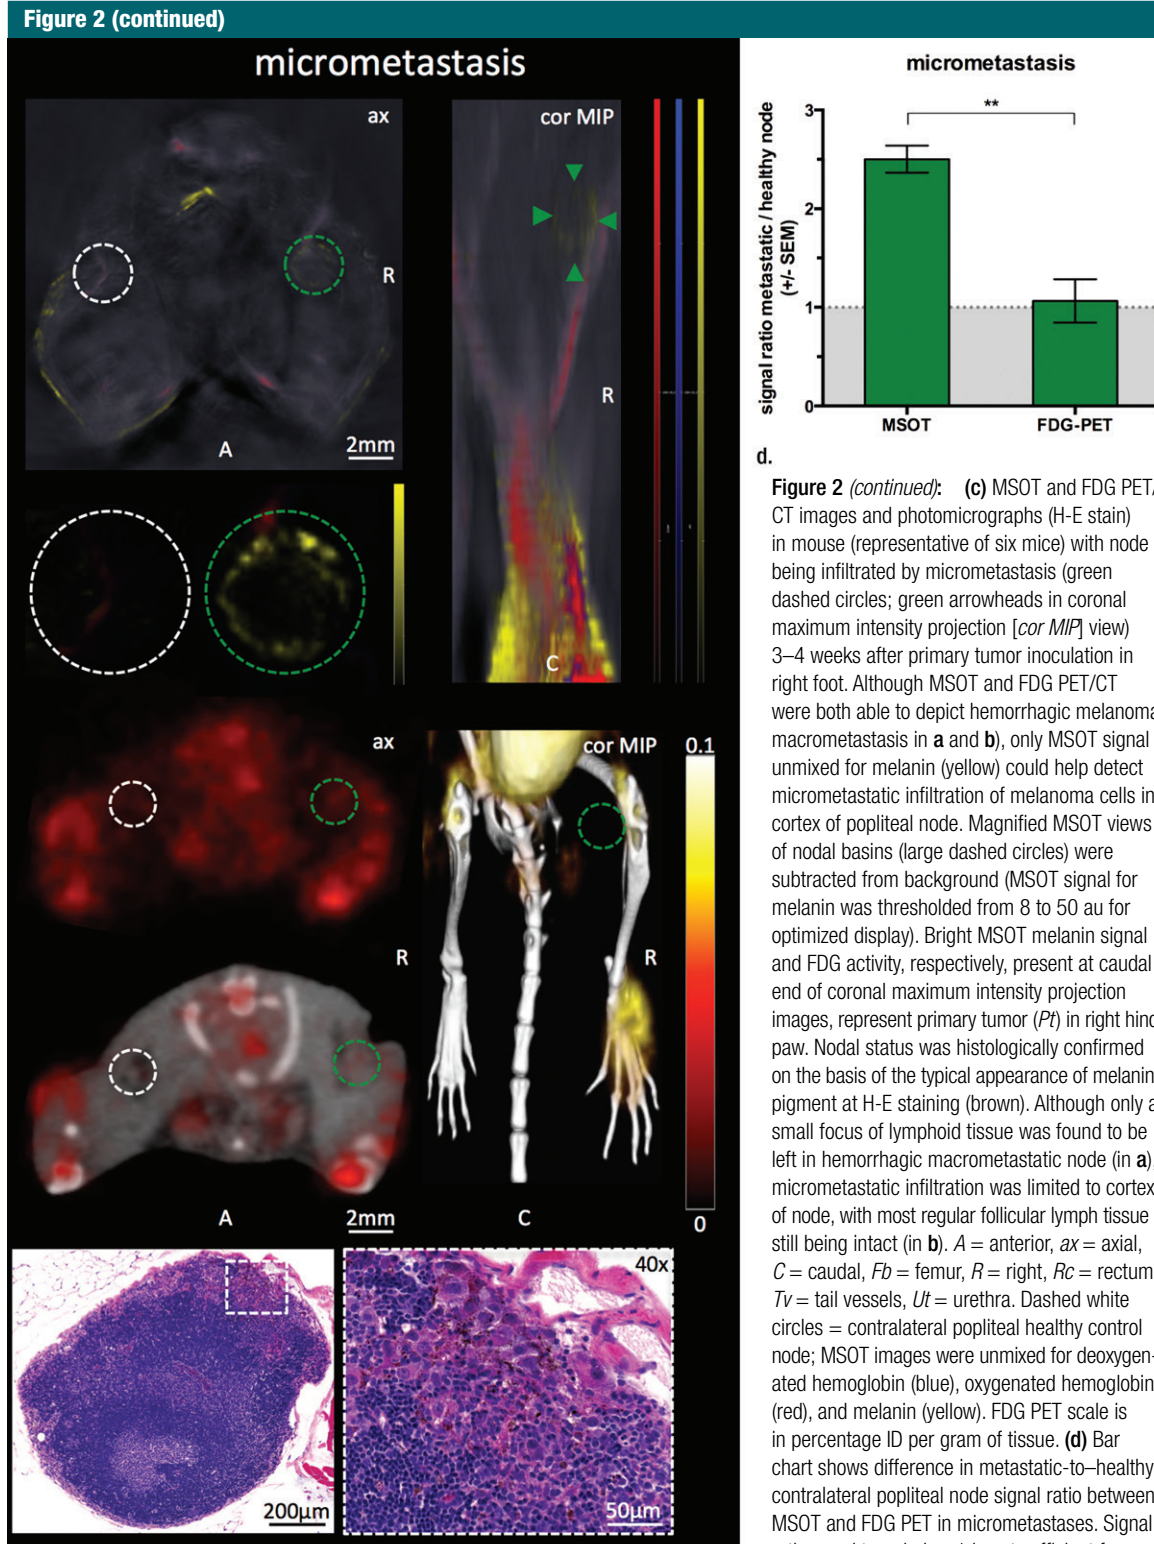 Figure 2 (continued)
micrometastasis
ax
R
A
2mm
cor MIP
R
C
ax
cor MIP
0.1
R
R
A
2mm
C
0
200µm
40x
50µm
micrometastasis
signal ratio metastatic / healthy node
(+/- SEM)
**
3
2
1
0
MSOT
FDG-PET
d.
Figure 2 (continued): (c) MSOT and FDG PET/
CT images and photomicrographs (H-E stain)
in mouse (representative of six mice) with node
being infiltrated by micrometastasis (green
dashed circles; green arrowheads in coronal
maximum intensity projection [cor MIP] view)
3–4 weeks after primary tumor inoculation in
right foot. Although MSOT and FDG PET/CT
were both able to depict hemorrhagic melanoma
macrometastasis in a and b), only MSOT signal
unmixed for melanin (yellow) could help detect
micrometastatic infiltration of melanoma cells in
cortex of popliteal node. Magnified MSOT views
of nodal basins (large dashed circles) were
subtracted from background (MSOT signal for
melanin was thresholded from 8 to 50 au for
optimized display). Bright MSOT melanin signal
and FDG activity, respectively, present at caudal
end of coronal maximum intensity projection
images, represent primary tumor (Pt) in right hind
paw. Nodal status was histologically confirmed
on the basis of the typical appearance of melanin
pigment at H-E staining (brown). Although only a
small focus of lymphoid tissue was found to be
left in hemorrhagic macrometastatic node (in a),
micrometastatic infiltration was limited to cortex
of node, with most regular follicular lymph tissue
still being intact (in b). A = anterior, ax = axial,
C = caudal, Fb = femur, R = right, Rc = rectum
Tv = tail vessels, Ut = urethra. Dashed white
circles = contralateral popliteal healthy control
node; MSOT images were unmixed for deoxygen-
ated hemoglobin (blue), oxygenated hemoglobin
(red), and melanin (yellow). FDG PET scale is
in percentage ID per gram of tissue. (d) Bar
chart shows difference in metastatic-to–healthy
contralateral popliteal node signal ratio between
MSOT and FDG PET in micrometastases. Signal